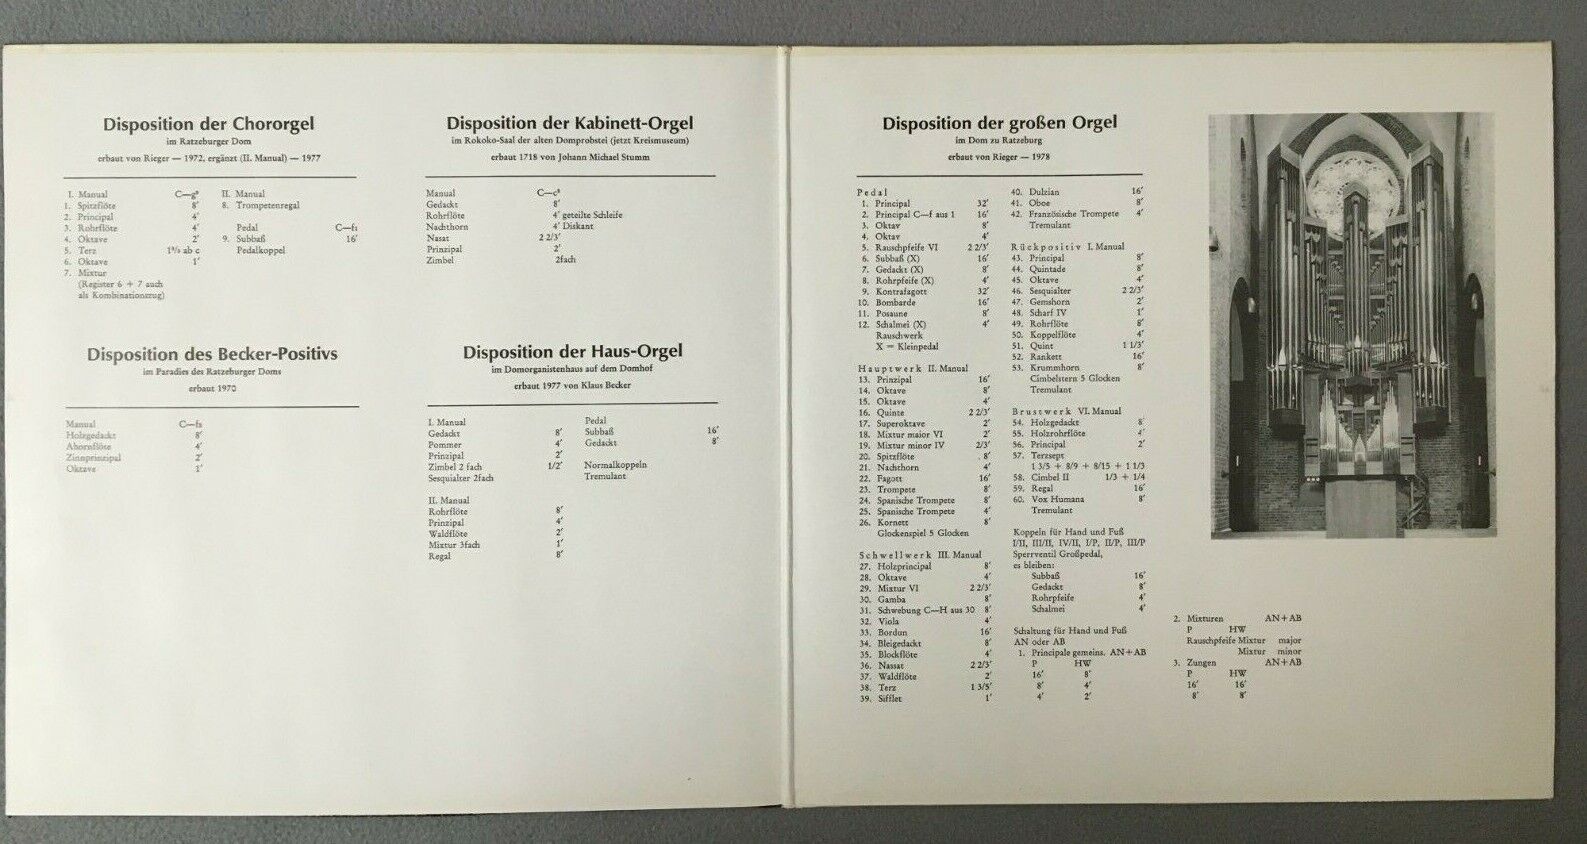 Disposition der Chororgel
im Ratzeburger Dom
erbaut von Rieger — 1972, ergänzt (II. Manual) — 1977
I. Manual C—g³
1. Spitzflöte 8′
2. Principal 4′
3. Rohrflöte 4′
4. Oktave 2′
5. Terz 1³/₅ ab c
6. Oktave 1′
7. Mixtur
(Register 6 + 7 auch
als Kombinationszug)
II. Manual
8. Trompetenregal
Pedal C—f₁
9. Subbaß 16′
Pedalkoppel
Disposition der Kabinett-Orgel
im Rokoko-Saal der alten Domprobstei (jetzt Kreismuseum)
erbaut 1718 von Johann Michael Stumm
Manual C—c³
Gedackt 8′
Rohrflöte 4′ geteilte Schleife
Nachthorn 4′ Diskant
Nasat 2 2/3′
Prinzipal 2′
Zimbel 2fach
Disposition des Becker-Positivs
im Paradies des Ratzeburger Doms
erbaut 1970
Manual C—f₃
Holzgedackt 8′
Ahornflöte 4′
Zinnprinzipal 2′
Oktave 1′
Disposition der Haus-Orgel
im Domorganistenhaus auf dem Domhof
erbaut 1977 von Klaus Becker
I. Manual
Gedackt 8′
Pommer 4′
Prinzipal 2′
Zimbel 2 fach 1/2′
Sesquialter 2fach
II. Manual
Rohrflöte 8′
Prinzipal 4′
Waldflöte 2′
Mixtur 3fach 1′
Regal 8′
Pedal
Subbaß 16′
Gedackt 8′
Normalkoppeln
Tremulant
Disposition der großen Orgel
im Dom zu Ratzeburg
erbaut von Rieger — 1978
Pedal
1. Principal 32′
2. Principal C—f aus 1 16′
3. Oktav 8′
4. Oktav 4′
5. Rauschpfeife VI 2 2/3′
6. Subbaß (X) 16′
7. Gedackt (X) 8′
8. Rohrpfeife (X) 4′
9. Kontrafagott 32′
10. Bombarde 16′
11. Posaune 8′
12. Schalmei (X) 4′
Rauschwerk
X = Kleinpedal
Hauptwerk II. Manual
13. Prinzipal 16′
14. Oktave 8′
15. Oktave 4′
16. Quinte 2 2/3′
17. Superoktave 2′
18. Mixtur maior VI 2′
19. Mixtur minor IV 2/3′
20. Spitzflöte 8′
21. Nachthorn 4′
22. Fagott 16′
23. Trompete 8′
24. Spanische Trompete 8′
25. Spanische Trompete 4′
26. Kornett 8′
Glockenspiel 5 Glocken
Schwellwerk III. Manual
27. Holzprincipal 8′
28. Oktave 4′
29. Mixtur VI 2 2/3′
30. Gamba 8′
31. Schwebung C—H aus 30 8′
32. Viola 4′
33. Bordun 16′
34. Bleigedackt 8′
35. Blockflöte 4′
36. Nassat 2 2/3′
37. Waldflöte 2′
38. Terz 1 3/5′
39. Sifflet 1′
40. Dulzian 16′
41. Oboe 8′
42. Französische Trompete 4′
Tremulant
Rückpositiv I. Manual
43. Principal 8′
44. Quintade 8′
45. Oktave 4′
46. Sesquialter 2 2/3′
47. Gemshorn 2′
48. Scharf IV 1′
49. Rohrflöte 8′
50. Koppelflöte 4′
51. Quint 1 1/3′
52. Rankett 16′
53. Krummhorn 8′
Cimbelstern 5 Glocken
Tremulant
Brustwerk VI. Manual
54. Holzgedackt 8′
55. Holzrohrflöte 4′
56. Principal 2′
57. Terzsept
1 3/5 + 8/9 + 8/15 + 1 1/3
58. Cimbel II 1/3 + 1/4
59. Regal 16′
60. Vox Humana 8′
Tremulant
Koppeln für Hand und Fuß
I/II, III/II, IV/II, I/P, II/P, III/P
Sperrventil Großpedal,
es bleiben:
Subbaß 16′
Gedackt 8′
Rohrpfeife 4′
Schalmei 4′
Schaltung für Hand und Fuß
AN oder AB
1. Principale gemeins. AN+AB
P HW
16′ 8′
8′ 4′
4′ 2′
2. Mixturen AN+AB
P HW
Rauschpfeife Mixtur major
Mixtur minor
3. Zungen AN+AB
P HW
16′ 16′
8′ 8′